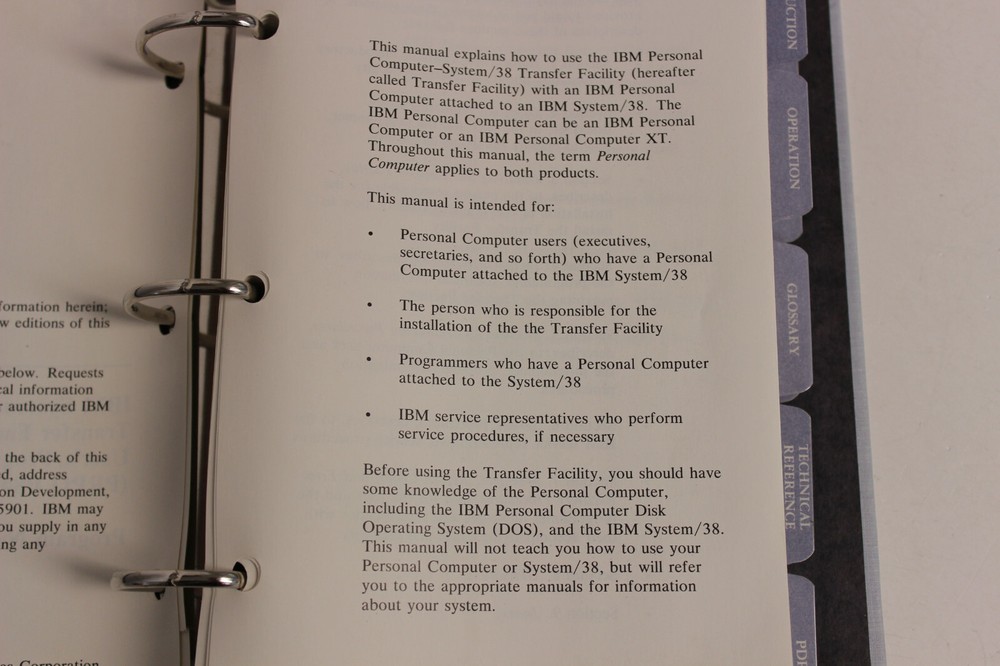 formation herein;
w editions of this
below. Requests
cal information
r authorized IBM
the back of this
d, address
on Development,
5901. IBM may
ou supply in any
ng any
Corporation
This manual explains how to use the IBM Personal
Computer–System/38 Transfer Facility (hereafter
called Transfer Facility) with an IBM Personal
Computer attached to an IBM System/38. The
IBM Personal Computer can be an IBM Personal
Computer or an IBM Personal Computer XT.
Throughout this manual, the term Personal
Computer applies to both products.
This manual is intended for:
• Personal Computer users (executives,
secretaries, and so forth) who have a Personal
Computer attached to the IBM System/38
• The person who is responsible for the
installation of the the Transfer Facility
• Programmers who have a Personal Computer
attached to the System/38
• IBM service representatives who perform
service procedures, if necessary
Before using the Transfer Facility, you should have
some knowledge of the Personal Computer,
including the IBM Personal Computer Disk
Operating System (DOS), and the IBM System/38.
This manual will not teach you how to use your
Personal Computer or System/38, but will refer
you to the appropriate manuals for information
about your system.
UCTION
OPERATION
GLOSSARY
TECHNICAL
REFERENCE